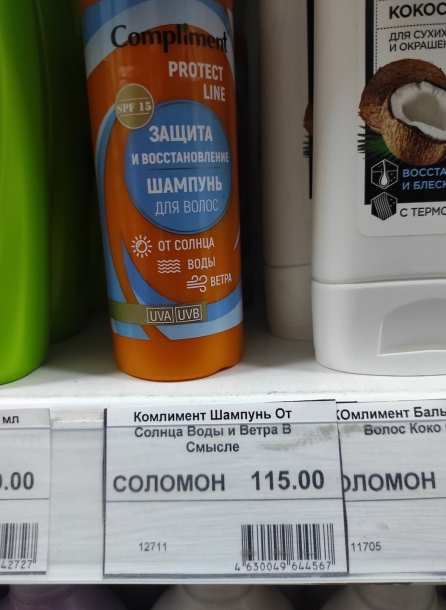 Compliment
PROTECT
LINE
SPF 15
ЗАЩИТА
И ВОССТАНОВЛЕНИЕ
ШАМПУНЬ
ДЛЯ ВОЛОС
ОТ СОЛНЦА
ВОДЫ
ВЕТРА
UVA UVB
КОКОС
ДЛЯ СУХИХ
И ОКРАШЕН
ВОССТА
И БЛЕСК
С ТЕРМО
мл
0.00
42727
Комлимент Шампунь От
Солнца Воды и Ветра В
Смысле
СОЛОМОН 115.00
12711
4 630049 644567
КОмлимент Баль
Волос Коко
ОЛОМОН
11705